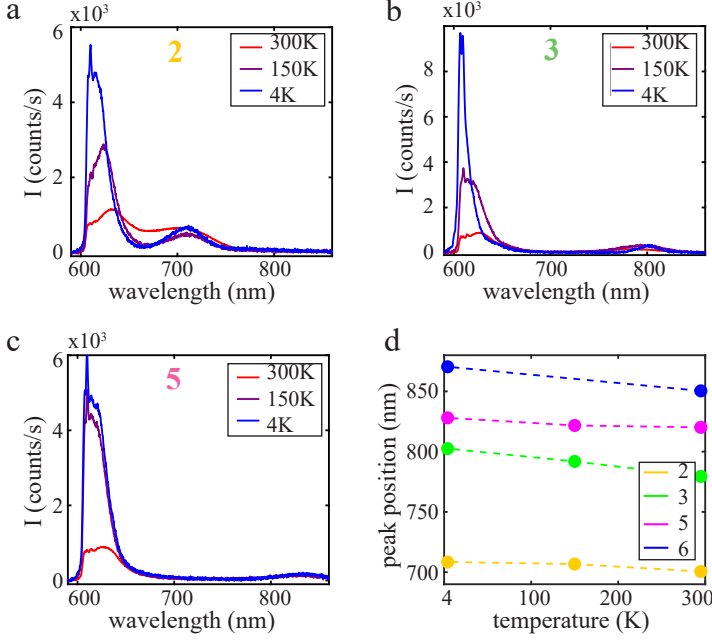 a
x10³
2
300K
150K
4K
I (counts/s)
6
4
2
0
600
700
800
wavelength (nm)
b
x10³
3
300K
150K
4K
I (counts/s)
8
6
4
2
0
600
700
800
wavelength (nm)
c
x10³
5
300K
150K
4K
I (counts/s)
6
4
2
0
600
700
800
wavelength (nm)
d
peak position (nm)
850
800
750
700
2
3
5
6
4
100
200
300
temperature (K)